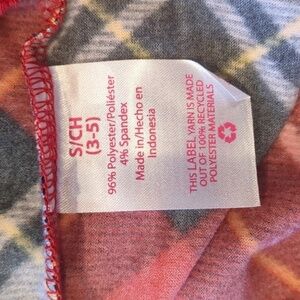 S/CH
(3-5)
96% Polyester/Poliéster
4% Spandex
Made in/Hecho en
Indonesia
THIS LABEL YARN IS MADE
OUT OF 100% RECYCLED
POLYESTER MATERIALS